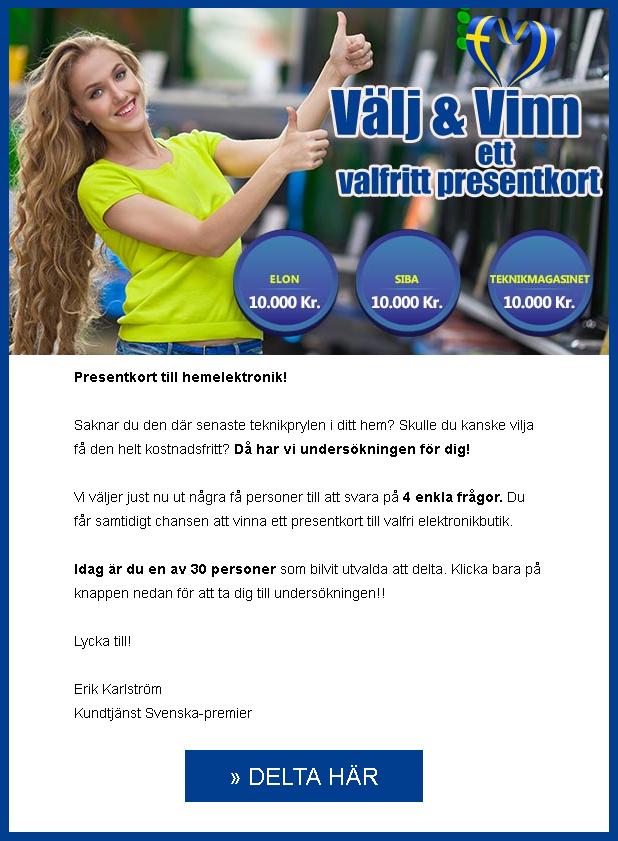 Välj & Vinn
ett
valfritt presentkort
ELON
10.000 Kr.
SIBA
10.000 Kr.
TEKNIKMAGASINET
10.000 Kr.
Presentkort till hemelektronik!
Saknar du den där senaste teknikprylen i ditt hem? Skulle du kanske vilja
få den helt kostnadsfritt? Då har vi undersökningen för dig!
Vi väljer just nu ut några få personer till att svara på 4 enkla frågor. Du
får samtidigt chansen att vinna ett presentkort till valfri elektronikbutik.
Idag är du en av 30 personer som bilvit utvalda att delta. Klicka bara på
knappen nedan för att ta dig till undersökningen!!
Lycka till!
Erik Karlström
Kundtjänst Svenska-premier
» DELTA HÄR